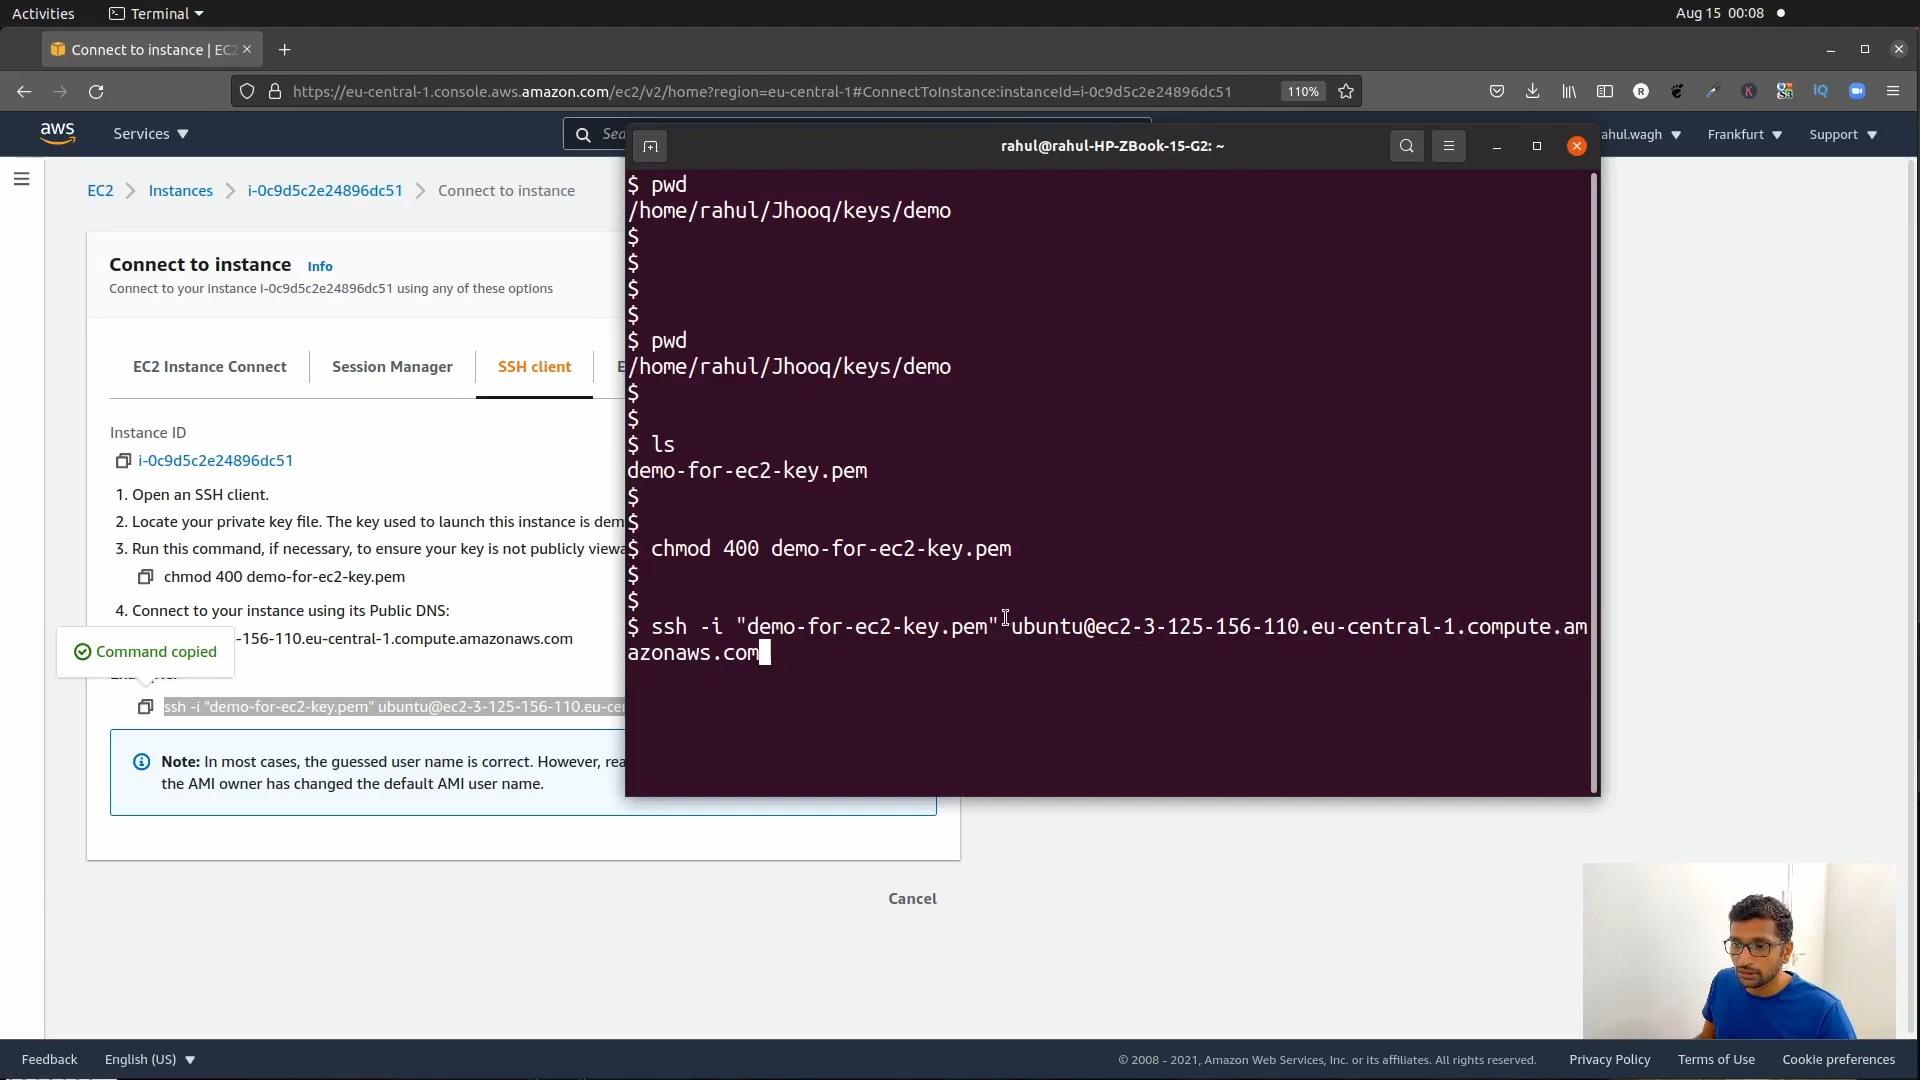 Activities
Terminal
Aug 15 00:08
Connect to instance | EC2
https://eu-central-1.console.aws.amazon.com/ec2/v2/home?region=eu-central-1#ConnectToInstance:instanceId=i-0c9d5c2e24896dc51
110%
R
K
IQ
aws
Services
Sea
ahul.wagh
Frankfurt
Support
rahul@rahul-HP-ZBook-15-G2: ~
EC2
Instances
i-0c9d5c2e24896dc51
Connect to instance
Connect to instance Info
Connect to your instance i-0c9d5c2e24896dc51 using any of these options
EC2 Instance Connect
Session Manager
SSH client
E
Instance ID
i-0c9d5c2e24896dc51
1. Open an SSH client.
2. Locate your private key file. The key used to launch this instance is dem
3. Run this command, if necessary, to ensure your key is not publicly viewa
chmod 400 demo-for-ec2-key.pem
4. Connect to your instance using its Public DNS:
-156-110.eu-central-1.compute.amazonaws.com
Command copied
ssh -i "demo-for-ec2-key.pem" ubuntu@ec2-3-125-156-110.eu-cen
Note: In most cases, the guessed user name is correct. However, rea
the AMI owner has changed the default AMI user name.
Cancel
$ pwd
/home/rahul/Jhooq/keys/demo
$
$
$
$
$ pwd
/home/rahul/Jhooq/keys/demo
$
$
$ ls
demo-for-ec2-key.pem
$
$
$ chmod 400 demo-for-ec2-key.pem
$
$
$ ssh -i "demo-for-ec2-key.pem" ubuntu@ec2-3-125-156-110.eu-central-1.compute.am
azonaws.com
Feedback
English (US)
© 2008 - 2021, Amazon Web Services, Inc. or its affiliates. All rights reserved.
Privacy Policy
Terms of Use
Cookie preferences